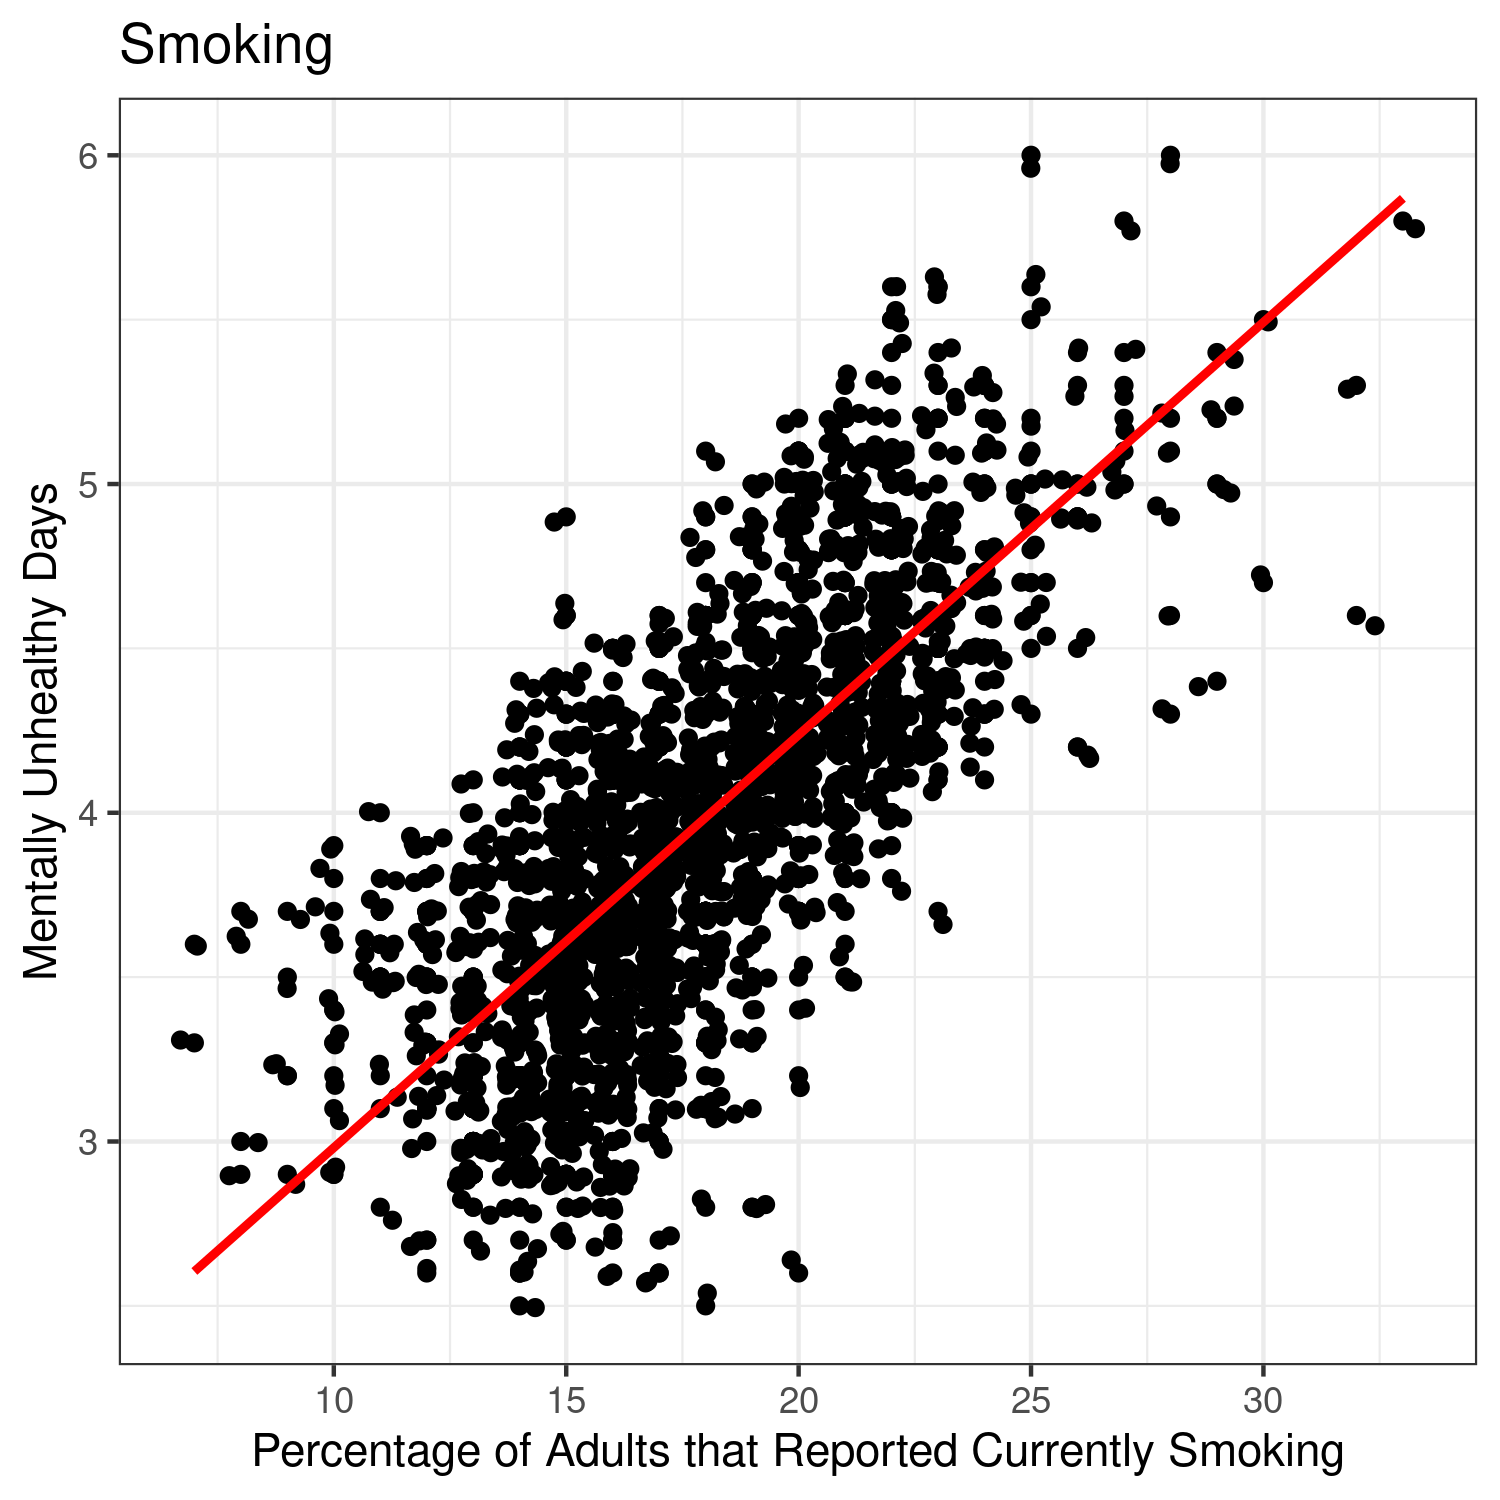 Smoking
6
5
4
3
Mentally Unhealthy Days
10 15 20 25 30
Percentage of Adults that Reported Currently Smoking